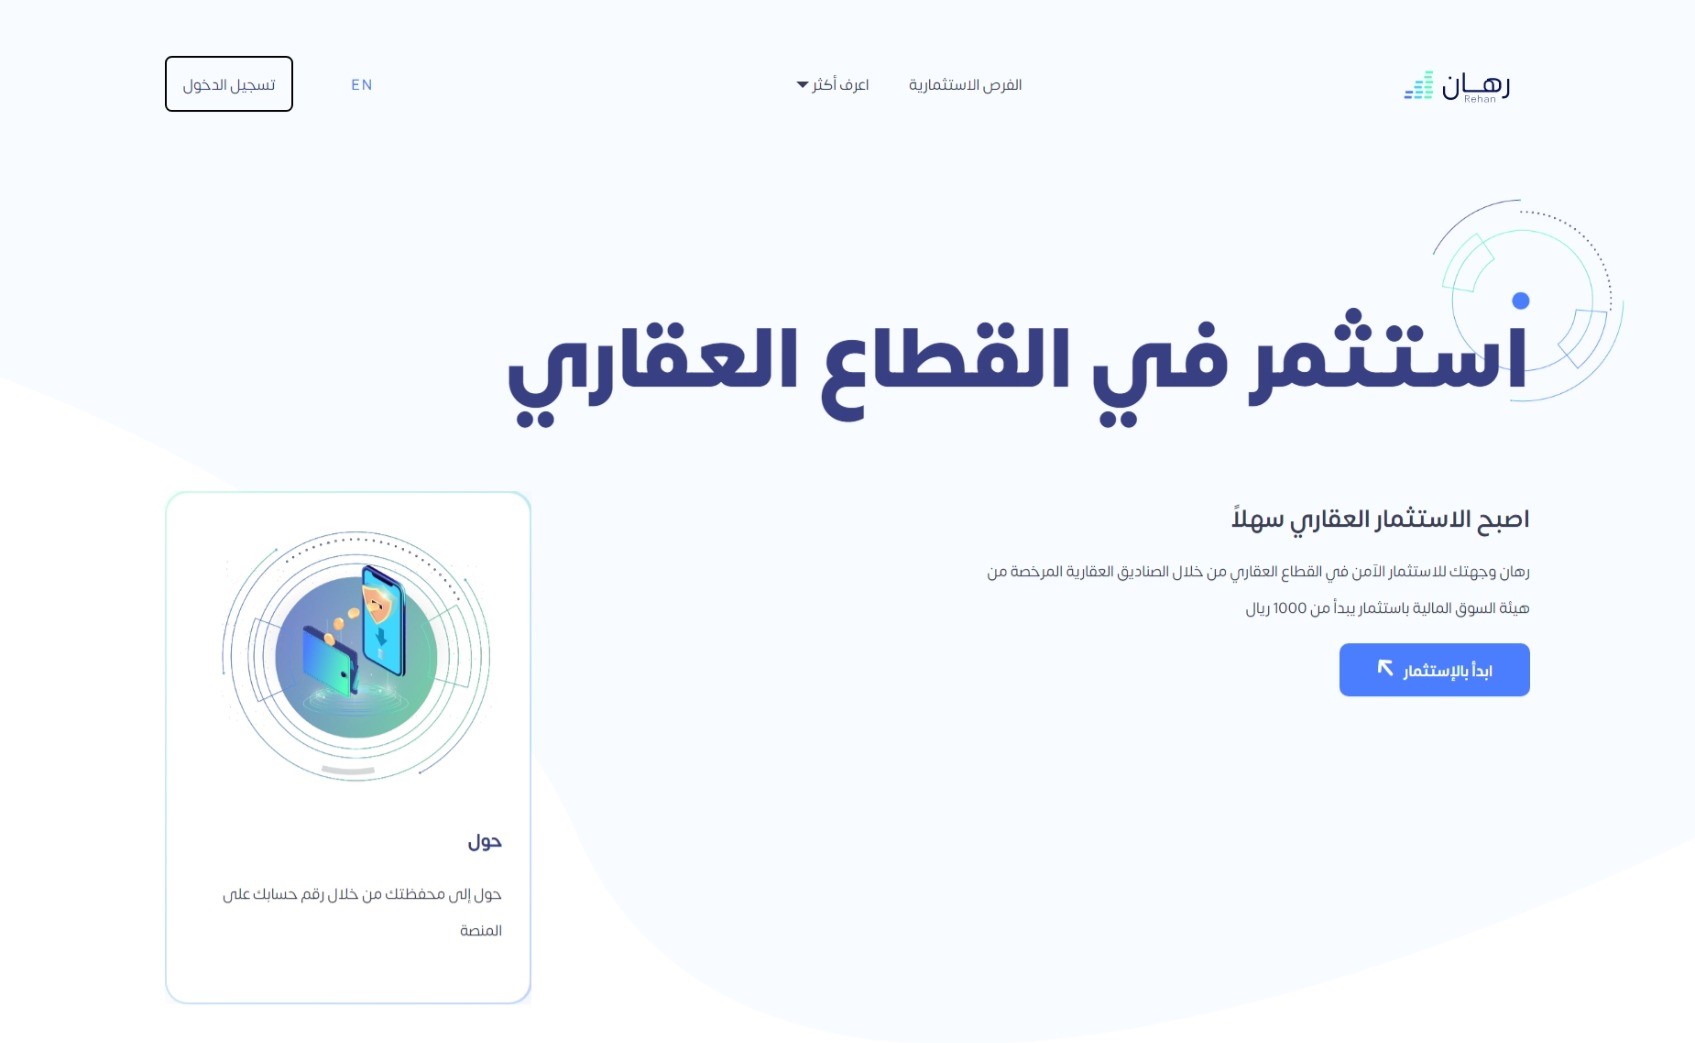 رهان
Rehan
الفرص الاستثمارية
اعرف أكثر
EN
تسجيل الدخول
استثمر في القطاع العقاري
اصبح الاستثمار العقاري سهلاً
رهان وجهتك للاستثمار الآمن في القطاع العقاري من خلال الصناديق العقارية المرخصة من
هيئة السوق المالية باستثمار يبدأ من 1000 ريال
ابدأ بالإستثمار
حول
حول إلى محفظتك من خلال رقم حسابك على
المنصة